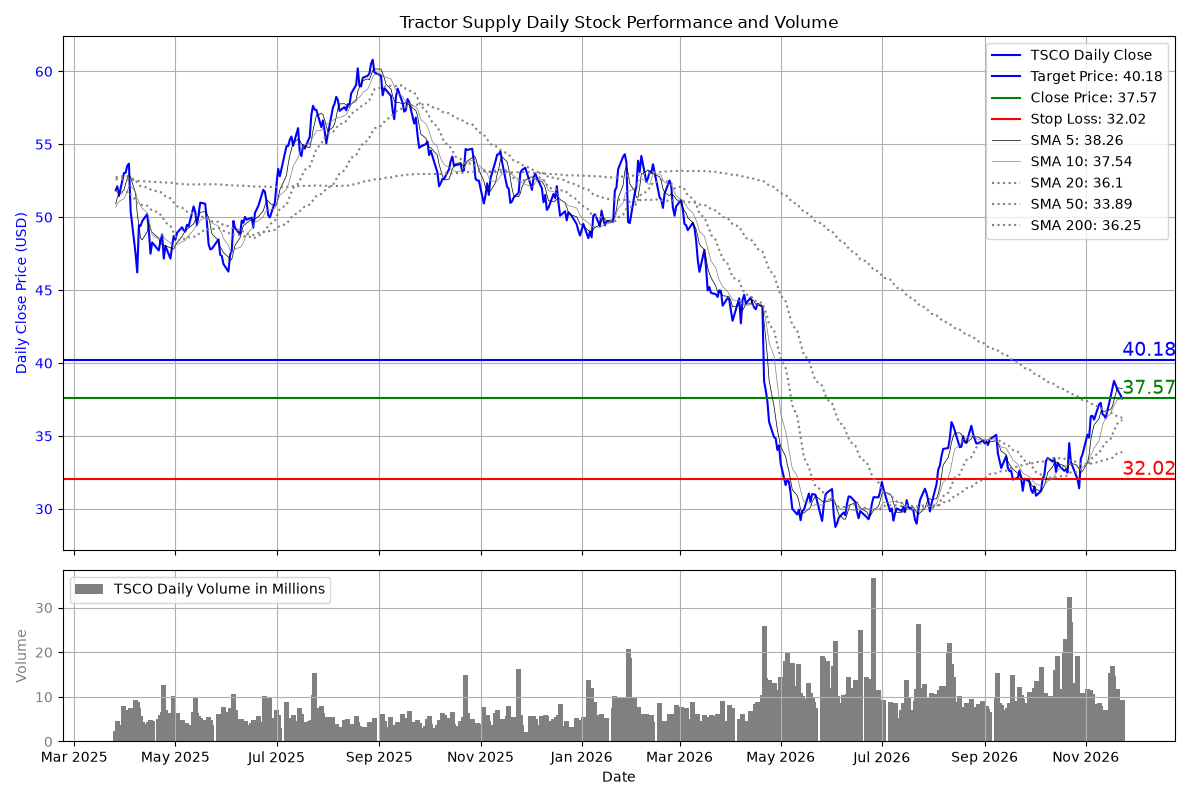 Tractor Supply Daily Stock Performance and Volume
Daily Close Price (USD)
60
55
50
45
40
35
30
TSCO Daily Close
Target Price: 40.18
Close Price: 37.57
Stop Loss: 32.02
SMA 5: 38.26
SMA 10: 37.54
SMA 20: 36.1
SMA 50: 33.89
SMA 200: 36.25
40.18
37.57
32.02
TSCO Daily Volume in Millions
Volume
30
20
10
0
Mar 2025 May 2025 Jul 2025 Sep 2025 Nov 2025 Jan 2026 Mar 2026 May 2026 Jul 2026 Sep 2026 Nov 2026
Date